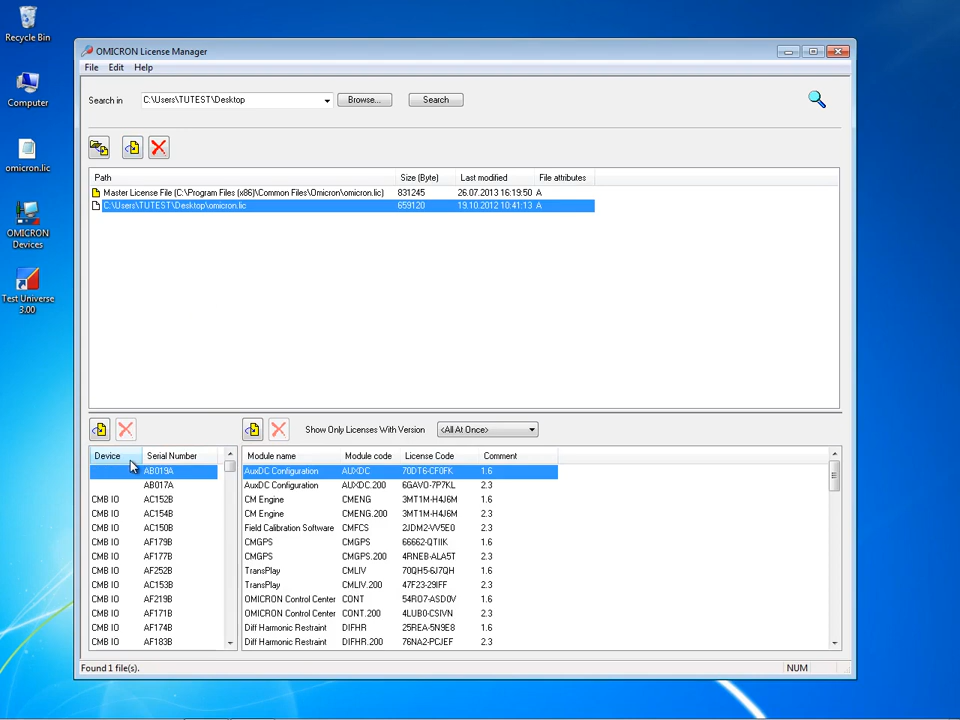 Recycle Bin
Computer
omicron.lic
OMICRON
Devices
Test Universe
3.00
OMICRON License Manager
File Edit Help
Search in C:\Users\TUTEST\Desktop Browse... Search
Path Size (Byte) Last modified File attributes
Master License File (C:\Program Files (x86)\Common Files\Omicron\omicron.lic) 831245 26.07.2013 16:19:50 A
C:\Users\TUTEST\Desktop\omicron.lic 659120 19.10.2012 10:41:13 A
Show Only Licenses With Version <All At Once>
Device Serial Number Module name Module code License Code Comment
AB019A AuxDC Configuration AUXDC 70DT6-CF0FK 1.6
AB017A AuxDC Configuration AUXDC.200 6GAVO-7P7KL 2.3
CMB IO AC152B CM Engine CMENG 3MT1M-H4J6M 1.6
CMB IO AC154B CM Engine CMENG.200 3MT1M-H4J6M 2.3
CMB IO AC150B Field Calibration Software CMFCS 2JDM2-VV5E0 2.3
CMB IO AF179B CMGPS CMGPS 66662-QTIIK 1.6
CMB IO AF177B CMGPS CMGPS.200 4RNEB-ALA5T 2.3
CMB IO AF252B TransPlay CMLIV 70YG6-6J7QH 1.6
CMB IO AC153B TransPlay CMLIV.200 47F23-29IFF 2.3
CMB IO AF219B OMICRON Control Center CONT 54RO7-ASD0V 1.6
CMB IO AF171B OMICRON Control Center CONT.200 4LUB0-CSIVN 2.3
CMB IO AF174B Diff Harmonic Restraint DIFHR 25REA-5N9E8 1.6
CMB IO AF183B Diff Harmonic Restraint DIFHR.200 76NA2-PCJEF 2.3
Found 1 file(s). NUM